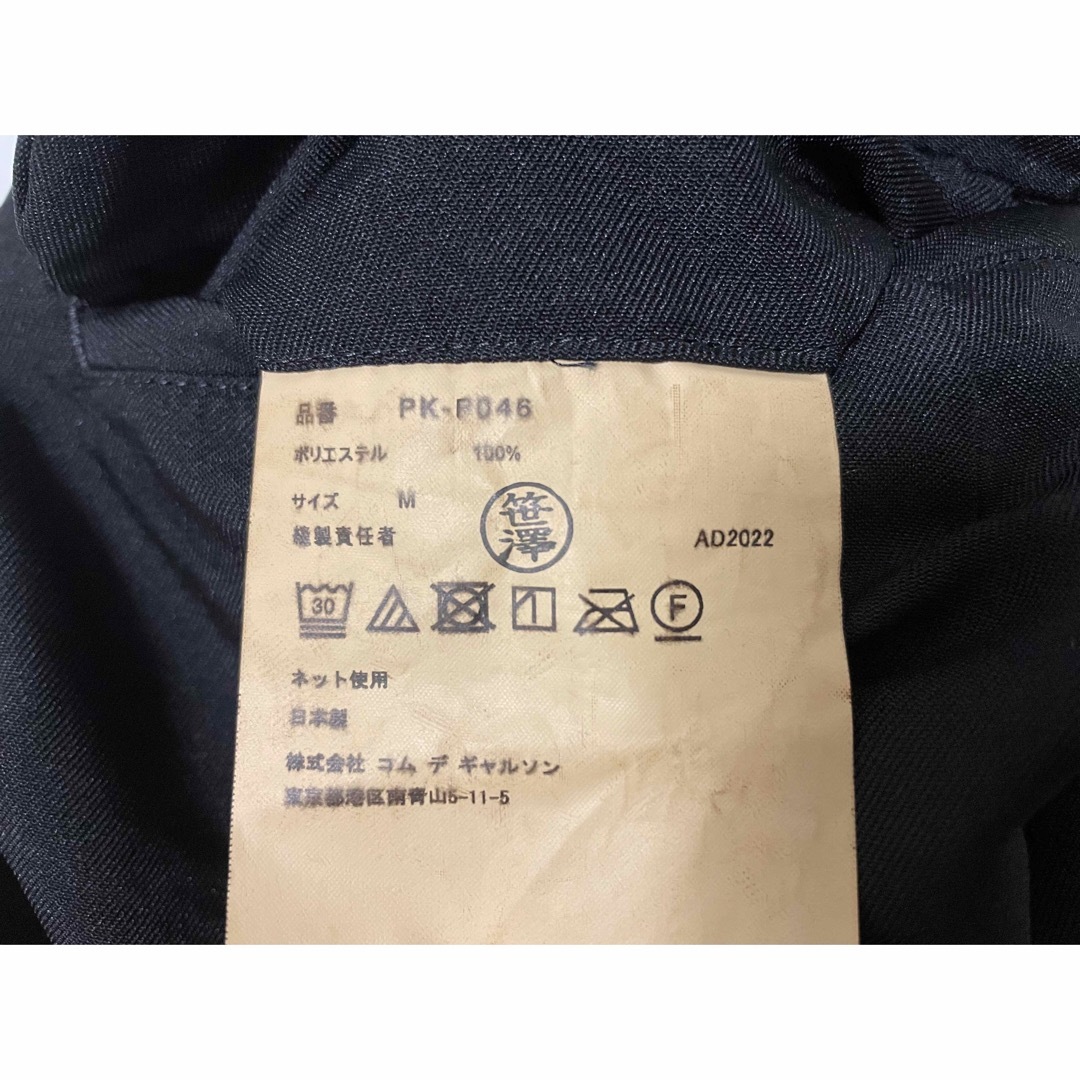 品番 PK-P046
ポリエステル 100%
サイズ M
縫製責任者 笹澤 AD2022
30 1 F
ネット使用
日本製
株式会社 コム デ ギャルソン
東京都港区南青山5-11-5